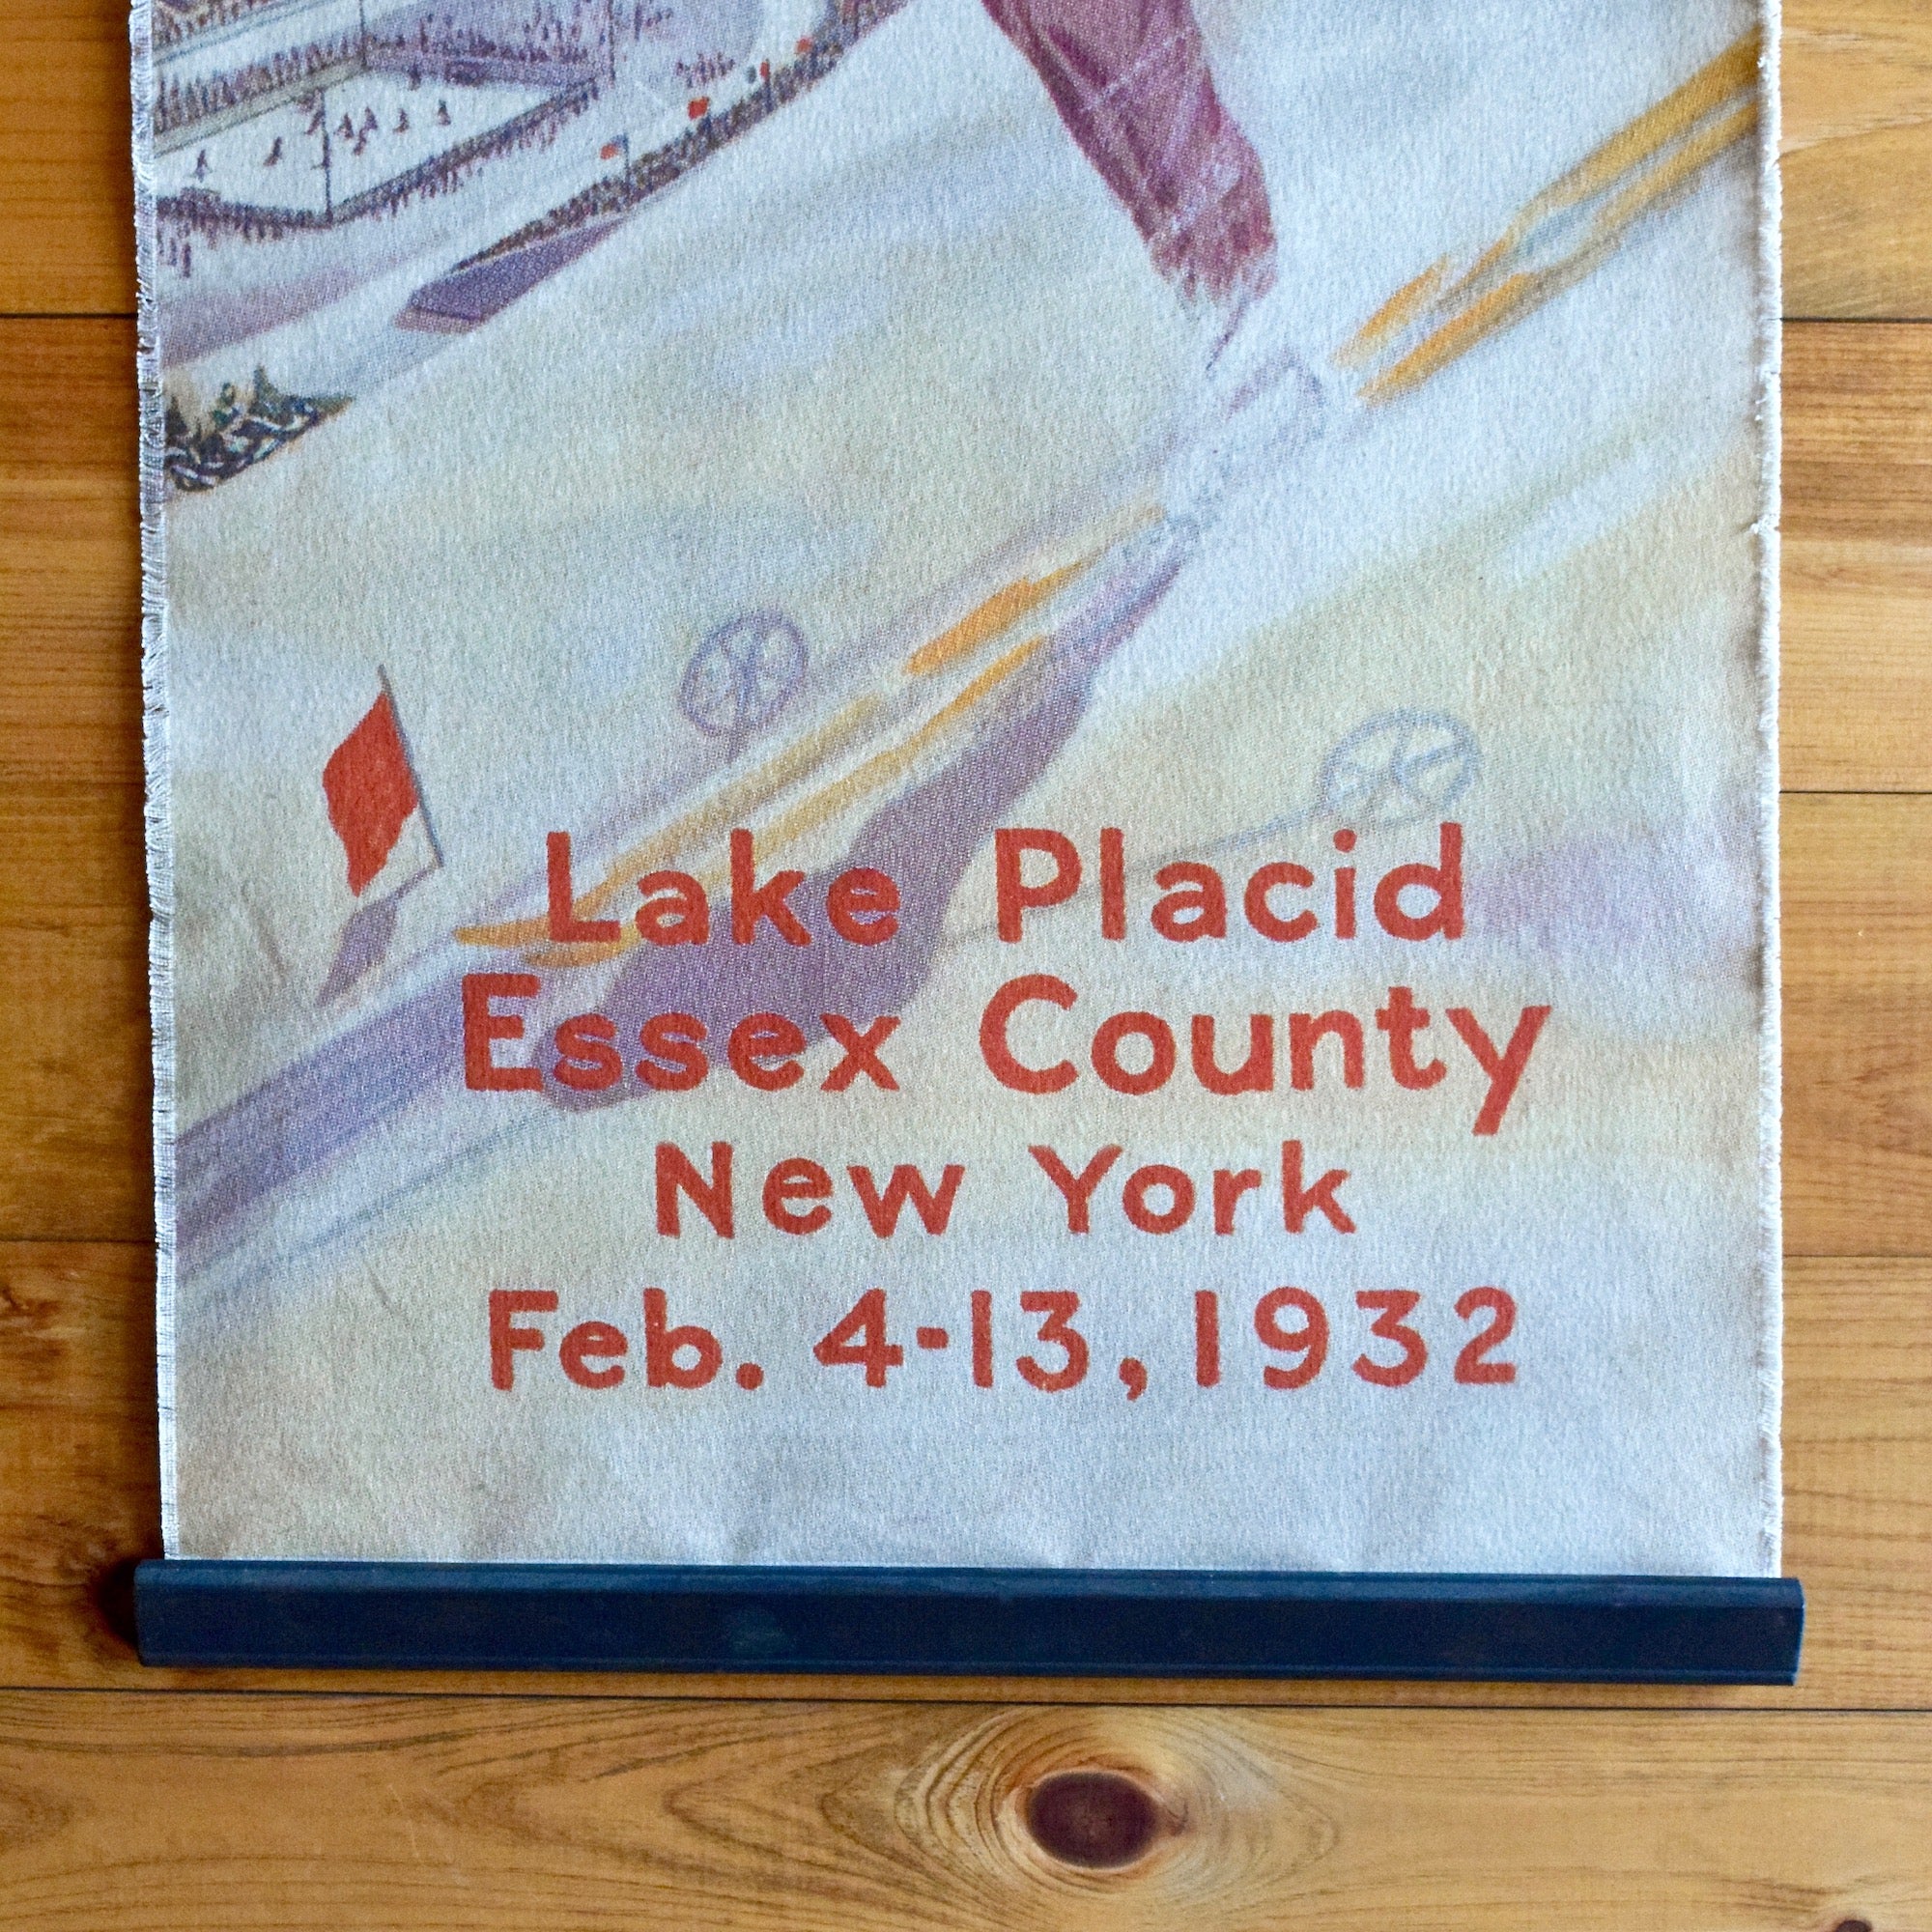 Lake Placid
Essex County
New York
Feb. 4-13, 1932